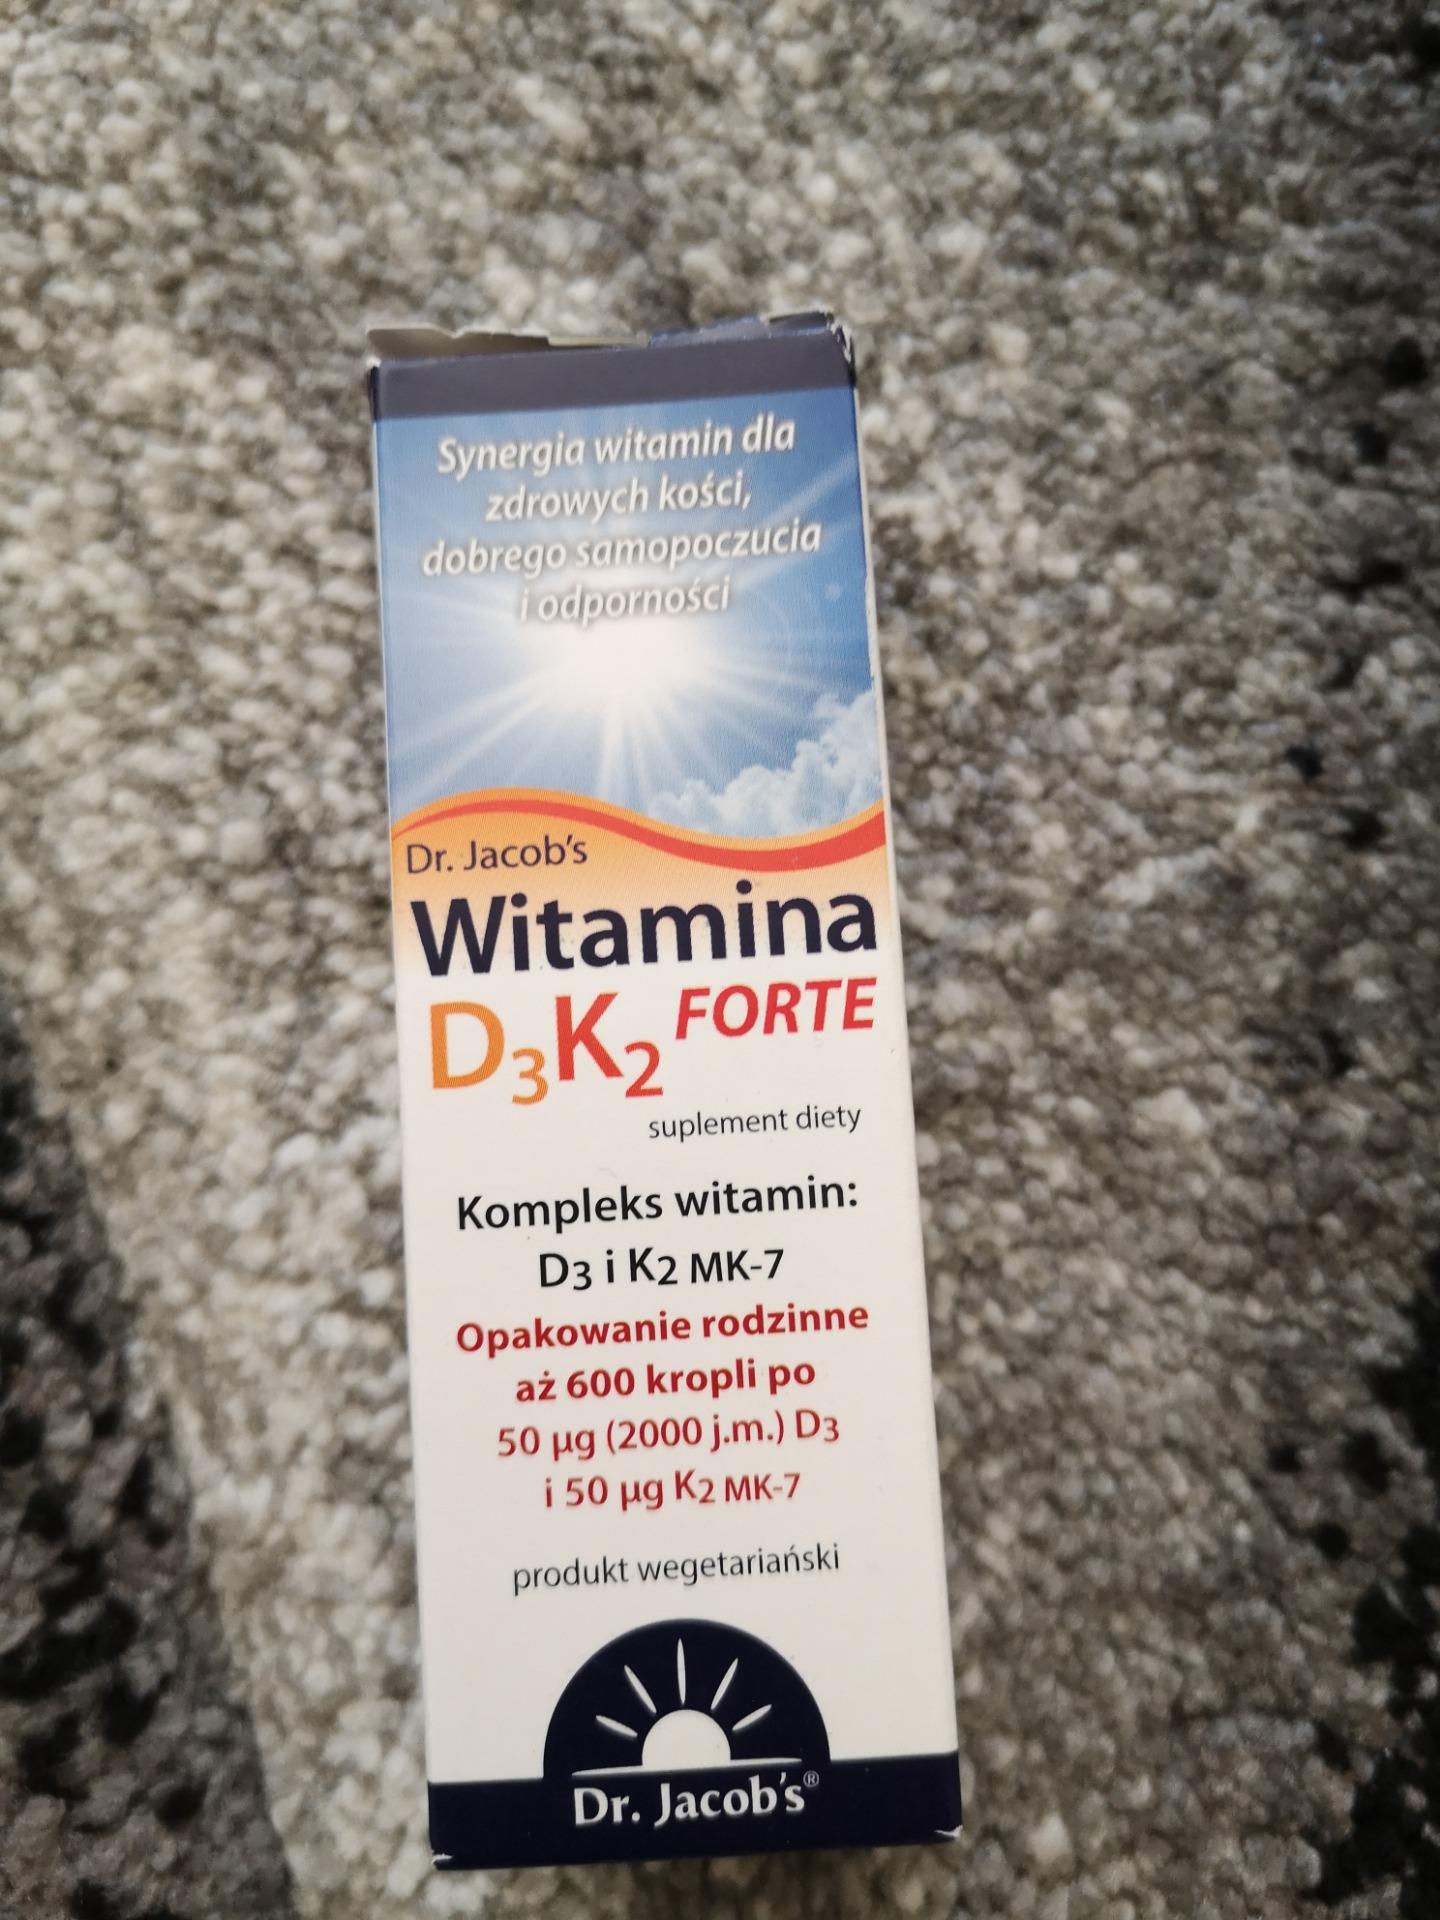 Synergia witamin dla
zdrowych kości,
dobrego samopoczucia
i odporności
Dr. Jacob's
Witamina
D3K2 FORTE
suplement diety
Kompleks witamin:
D3 i K2 MK-7
Opakowanie rodzinne
aż 600 kropli po
50 µg (2000 j.m.) D3
i 50 µg K2 MK-7
produkt wegetariański
Dr. Jacob's®